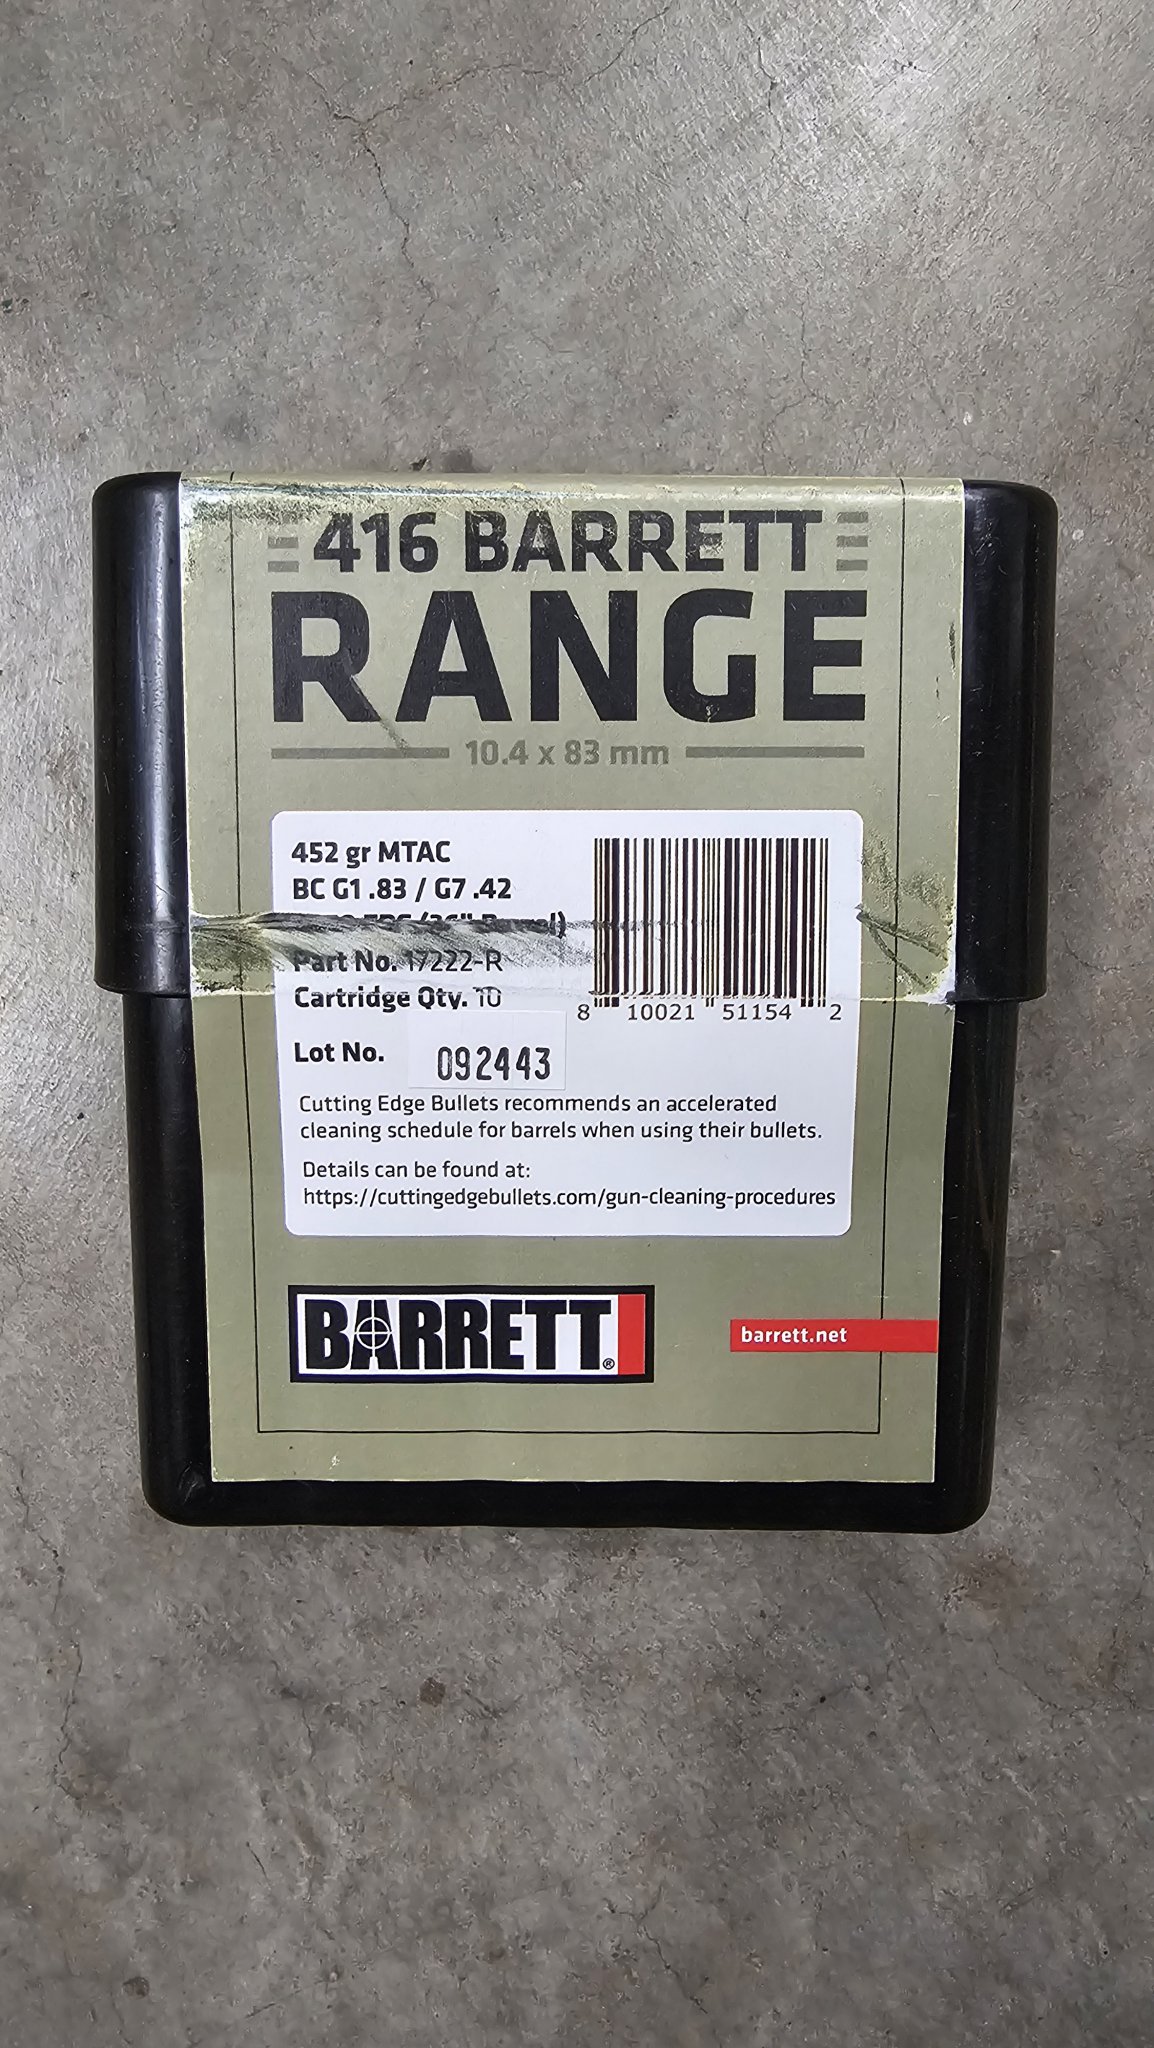 416 BARRETT
RANGE
10.4 x 83 mm
452 gr MTAC
BC G1 .83 / G7 .42
Part No. 17222-R
Cartridge Qty. 10
8 10021 51154 2
Lot No. 092443
Cutting Edge Bullets recommends an accelerated
cleaning schedule for barrels when using their bullets.
Details can be found at:
https://cuttingedgebullets.com/gun-cleaning-procedures
BARRETT®
barrett.net